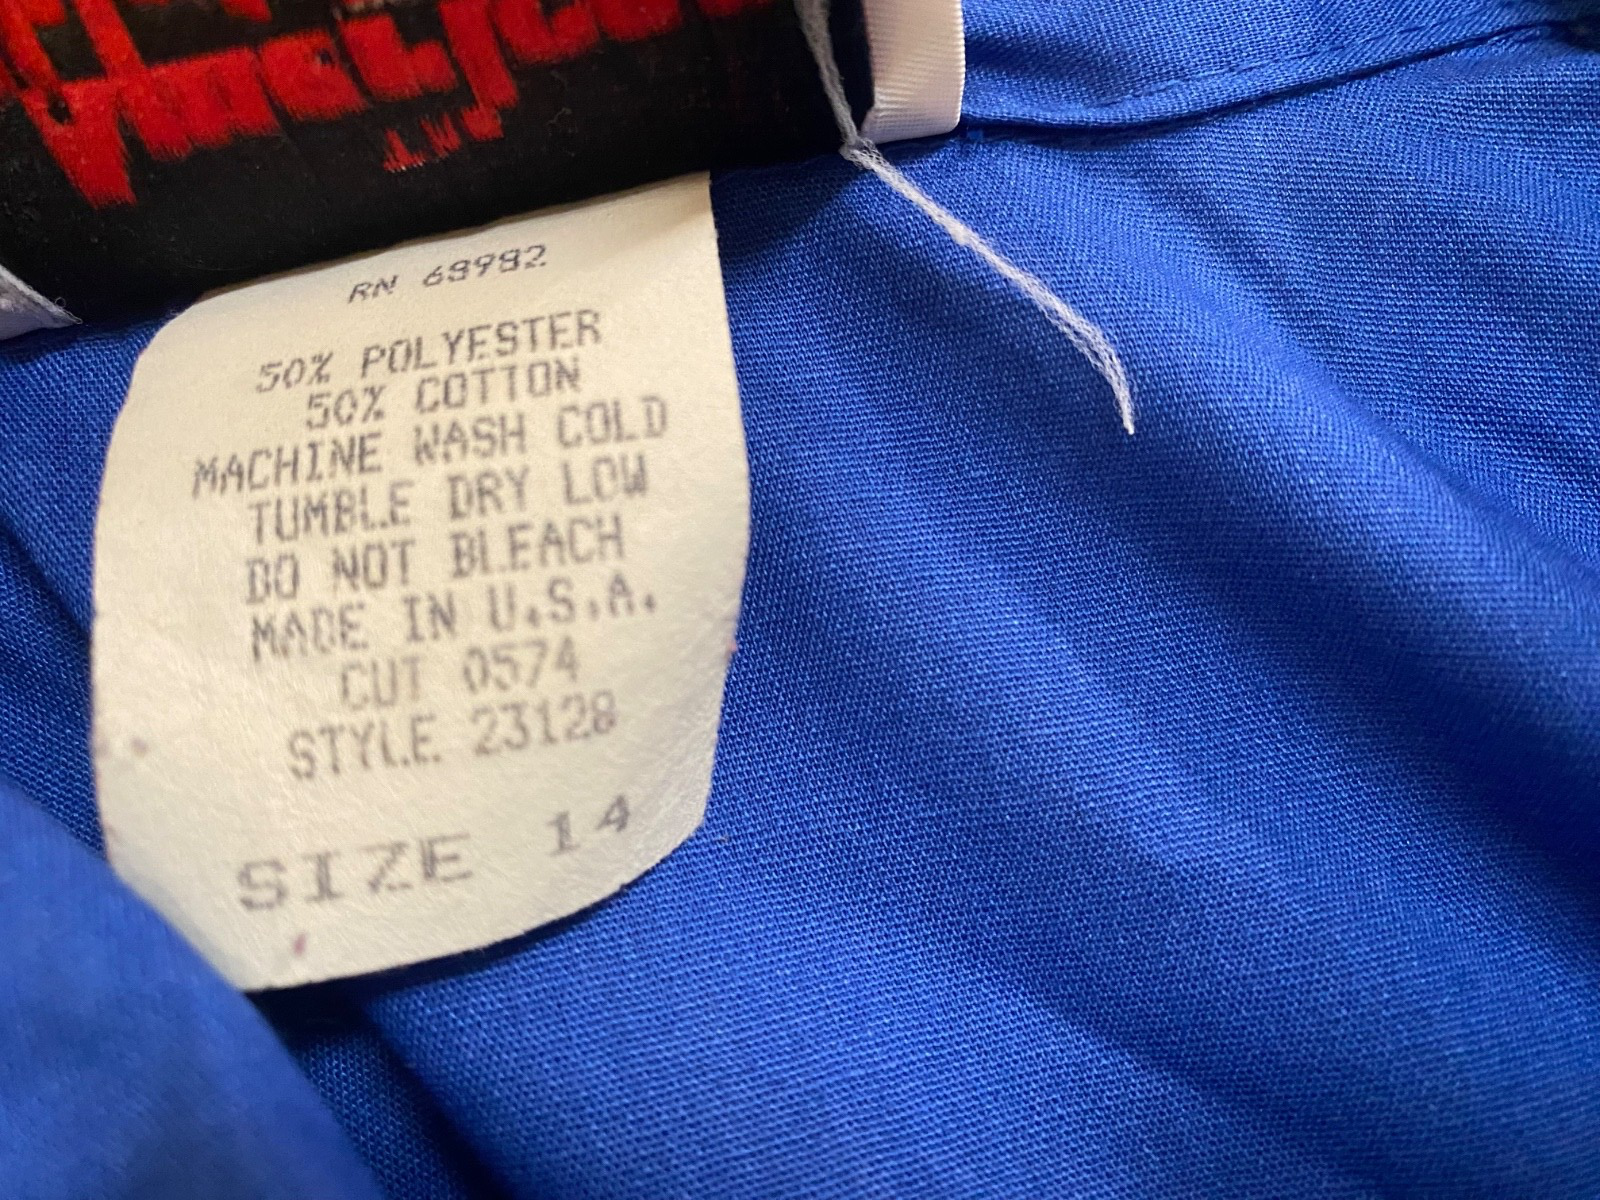 RN 68982
50% POLYESTER
50% COTTON
MACHINE WASH COLD
TUMBLE DRY LOW
DO NOT BLEACH
MADE IN U.S.A.
CUT 0574
STYLE 23128
SIZE 14